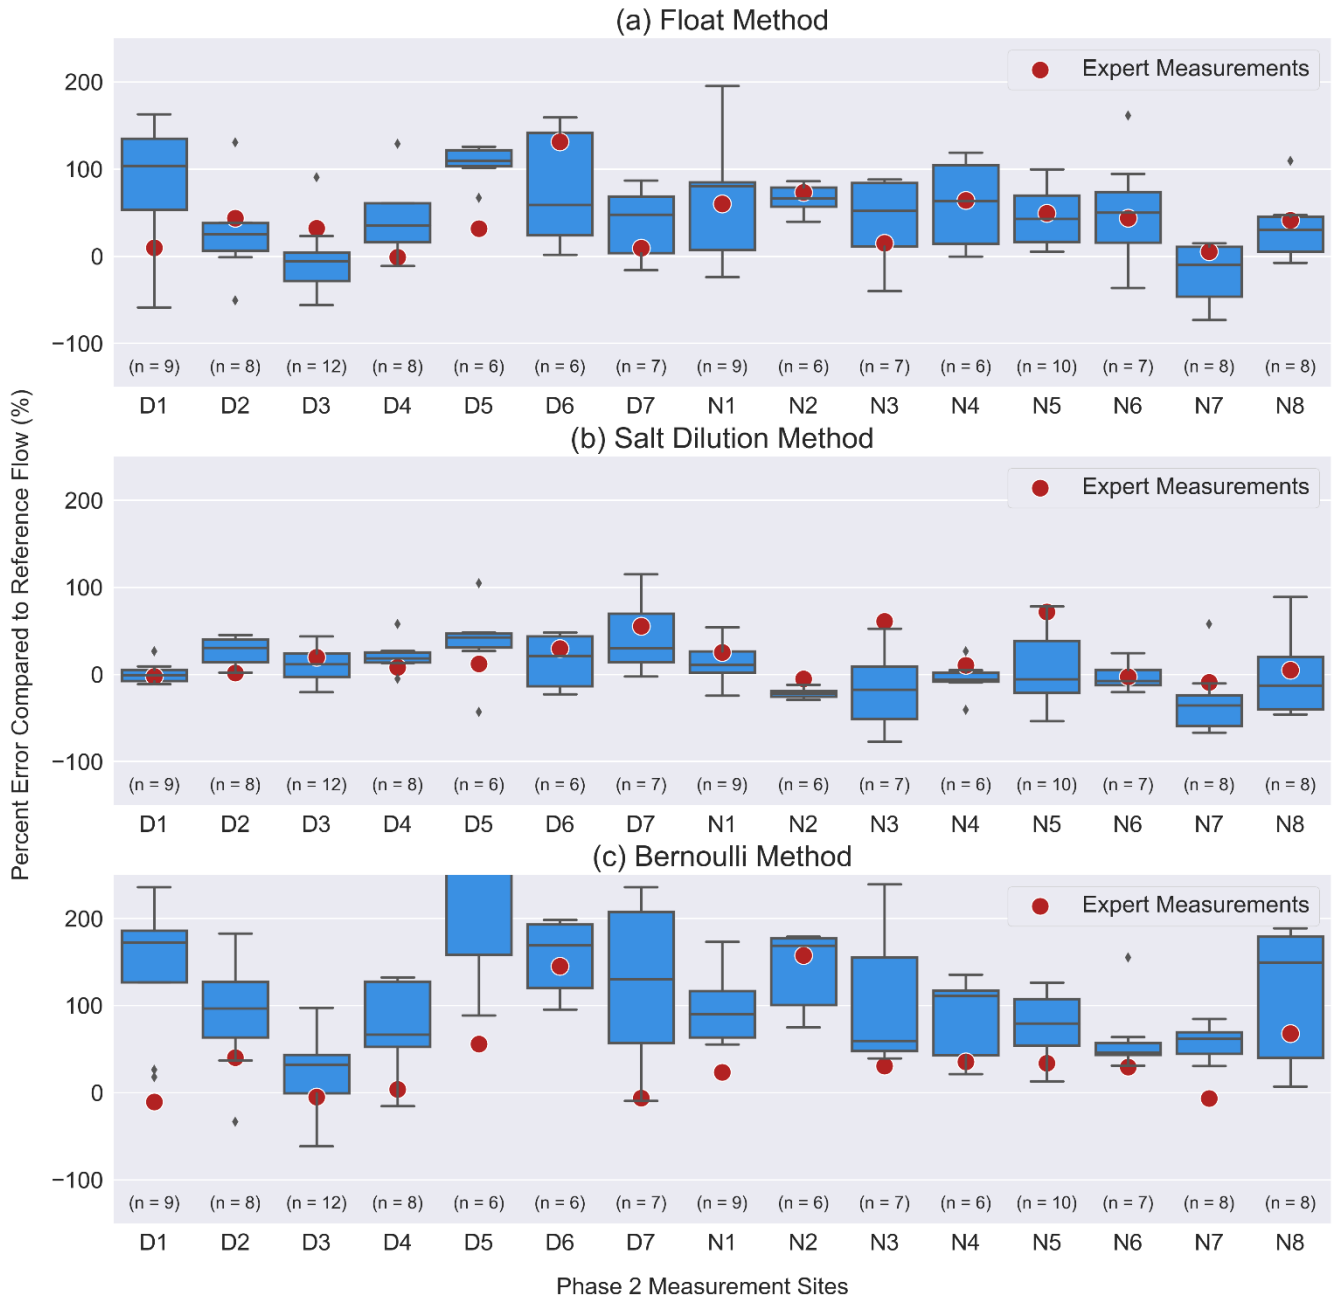 (a) Float Method
Expert Measurements
200
100
0
−100
(n = 9) (n = 8) (n = 12) (n = 8) (n = 6) (n = 6) (n = 7) (n = 9) (n = 6) (n = 7) (n = 6) (n = 10) (n = 7) (n = 8) (n = 8)
D1 D2 D3 D4 D5 D6 D7 N1 N2 N3 N4 N5 N6 N7 N8
(b) Salt Dilution Method
Expert Measurements
200
100
0
−100
(n = 9) (n = 8) (n = 12) (n = 8) (n = 6) (n = 6) (n = 7) (n = 9) (n = 6) (n = 7) (n = 6) (n = 10) (n = 7) (n = 8) (n = 8)
D1 D2 D3 D4 D5 D6 D7 N1 N2 N3 N4 N5 N6 N7 N8
(c) Bernoulli Method
Expert Measurements
200
100
0
−100
(n = 9) (n = 8) (n = 12) (n = 8) (n = 6) (n = 6) (n = 7) (n = 9) (n = 6) (n = 7) (n = 6) (n = 10) (n = 7) (n = 8) (n = 8)
D1 D2 D3 D4 D5 D6 D7 N1 N2 N3 N4 N5 N6 N7 N8
Percent Error Compared to Reference Flow (%)
Phase 2 Measurement Sites